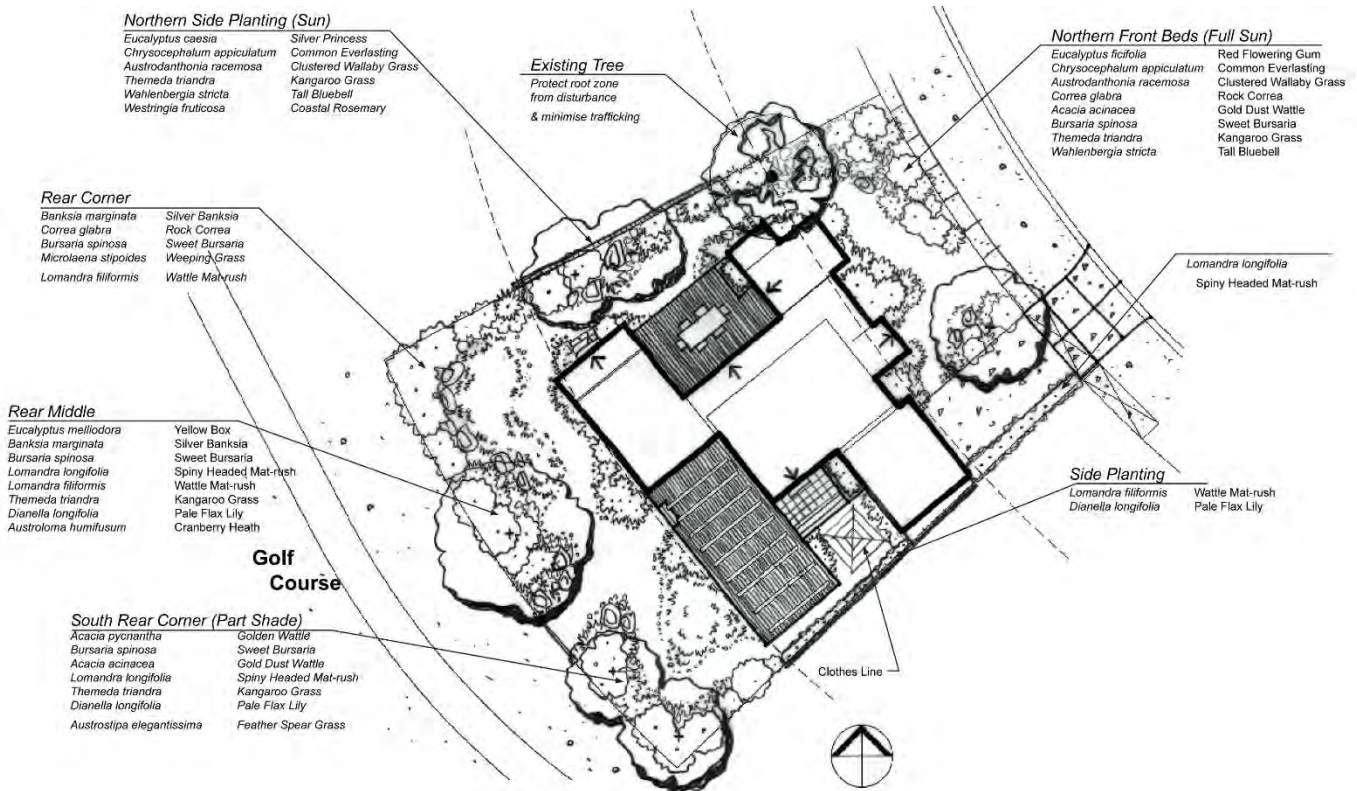 Northern Side Planting (Sun)
Eucalyptus caesia Silver Princess
Chrysocephalum appiculatum Common Everlasting
Austrodanthonia racemosa Clustered Wallaby Grass
Themeda triandra Kangaroo Grass
Wahlenbergia stricta Tall Bluebell
Westringia fruticosa Coastal Rosemary
Existing Tree
Protect root zone
from disturbance
& minimise trafficking
Northern Front Beds (Full Sun)
Eucalyptus ficifolia Red Flowering Gum
Chrysocephalum appiculatum Common Everlasting
Austrodanthonia racemosa Clustered Wallaby Grass
Correa glabra Rock Correa
Acacia acinacea Gold Dust Wattle
Bursaria spinosa Sweet Bursaria
Themeda triandra Kangaroo Grass
Wahlenbergia stricta Tall Bluebell
Rear Corner
Banksia marginata Silver Banksia
Correa glabra Rock Correa
Bursaria spinosa Sweet Bursaria
Microlaena stipoides Weeping Grass
Lomandra filiformis Wattle Mat-rush
Lomandra longifolia
Spiny Headed Mat-rush
Rear Middle
Eucalyptus melliodora Yellow Box
Banksia marginata Silver Banksia
Bursaria spinosa Sweet Bursaria
Lomandra longifolia Spiny Headed Mat-rush
Lomandra filiformis Wattle Mat-rush
Themeda triandra Kangaroo Grass
Dianella longifolia Pale Flax Lily
Austroloma humifusum Cranberry Heath
Side Planting
Lomandra filiformis Wattle Mat-rush
Dianella longifolia Pale Flax Lily
Golf
Course
South Rear Corner (Part Shade)
Acacia pycnantha Golden Wattle
Bursaria spinosa Sweet Bursaria
Acacia acinacea Gold Dust Wattle
Lomandra longifolia Spiny Headed Mat-rush
Themeda triandra Kangaroo Grass
Dianella longifolia Pale Flax Lily
Austrostipa elegantissima Feather Spear Grass
Clothes Line